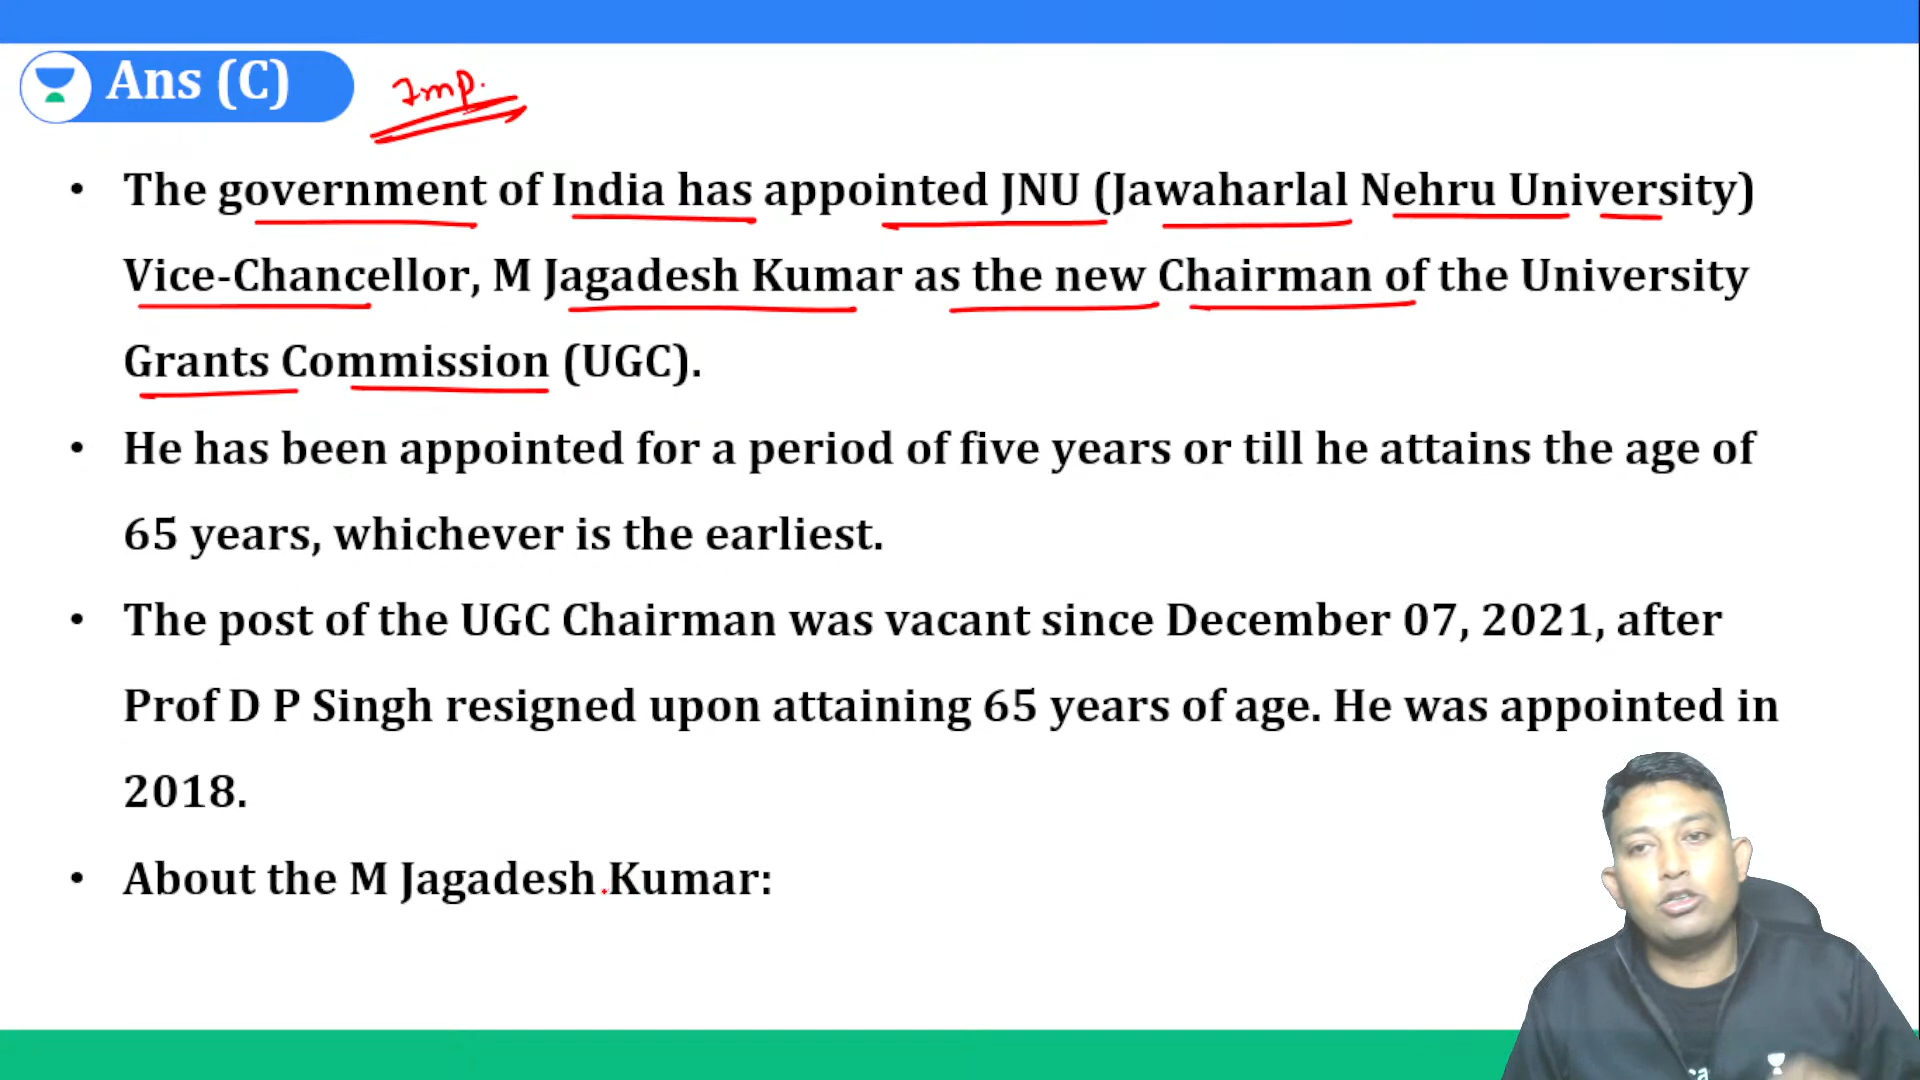 Ans (C)
Imp.
• The government of India has appointed JNU (Jawaharlal Nehru University)
Vice-Chancellor, M Jagadesh Kumar as the new Chairman of the University
Grants Commission (UGC).
• He has been appointed for a period of five years or till he attains the age of
65 years, whichever is the earliest.
• The post of the UGC Chairman was vacant since December 07, 2021, after
Prof D P Singh resigned upon attaining 65 years of age. He was appointed in
2018.
• About the M Jagadesh Kumar: